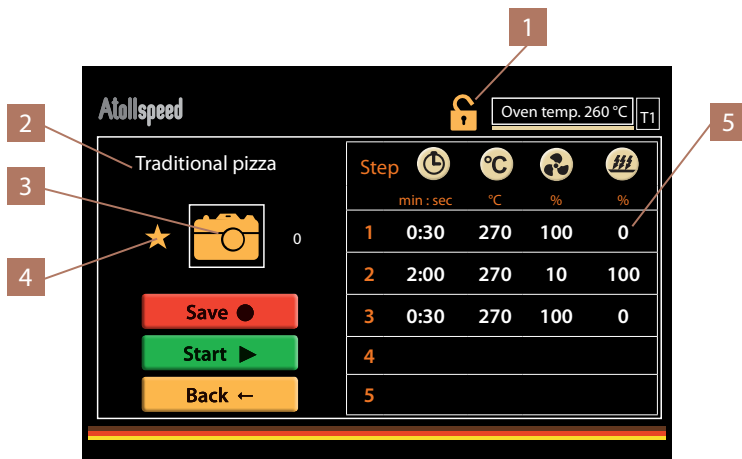 1
Atollspeed
Oven temp. 260 °C
T1
2
5
Traditional pizza
Step
°C
min : sec
°C
%
%
3
0
1
0:30
270
100
0
4
2
2:00
270
10
100
Save
3
0:30
270
100
0
Start
4
Back ←
5